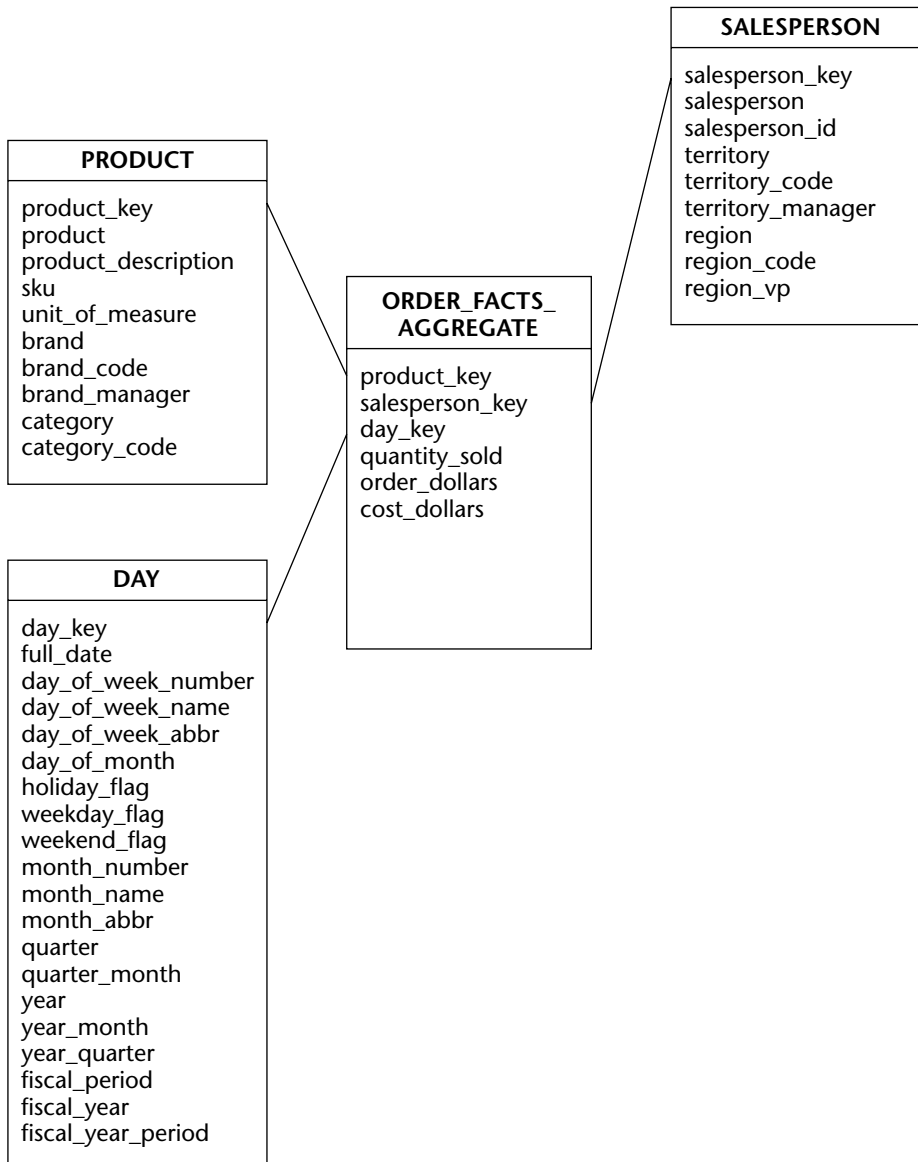 SALESPERSON
salesperson_key
salesperson
salesperson_id
territory
territory_code
territory_manager
region
region_code
region_vp
PRODUCT
product_key
product
product_description
sku
unit_of_measure
brand
brand_code
brand_manager
category
category_code
ORDER_FACTS_
AGGREGATE
product_key
salesperson_key
day_key
quantity_sold
order_dollars
cost_dollars
DAY
day_key
full_date
day_of_week_number
day_of_week_name
day_of_week_abbr
day_of_month
holiday_flag
weekday_flag
weekend_flag
month_number
month_name
month_abbr
quarter
quarter_month
year
year_month
year_quarter
fiscal_period
fiscal_year
fiscal_year_period